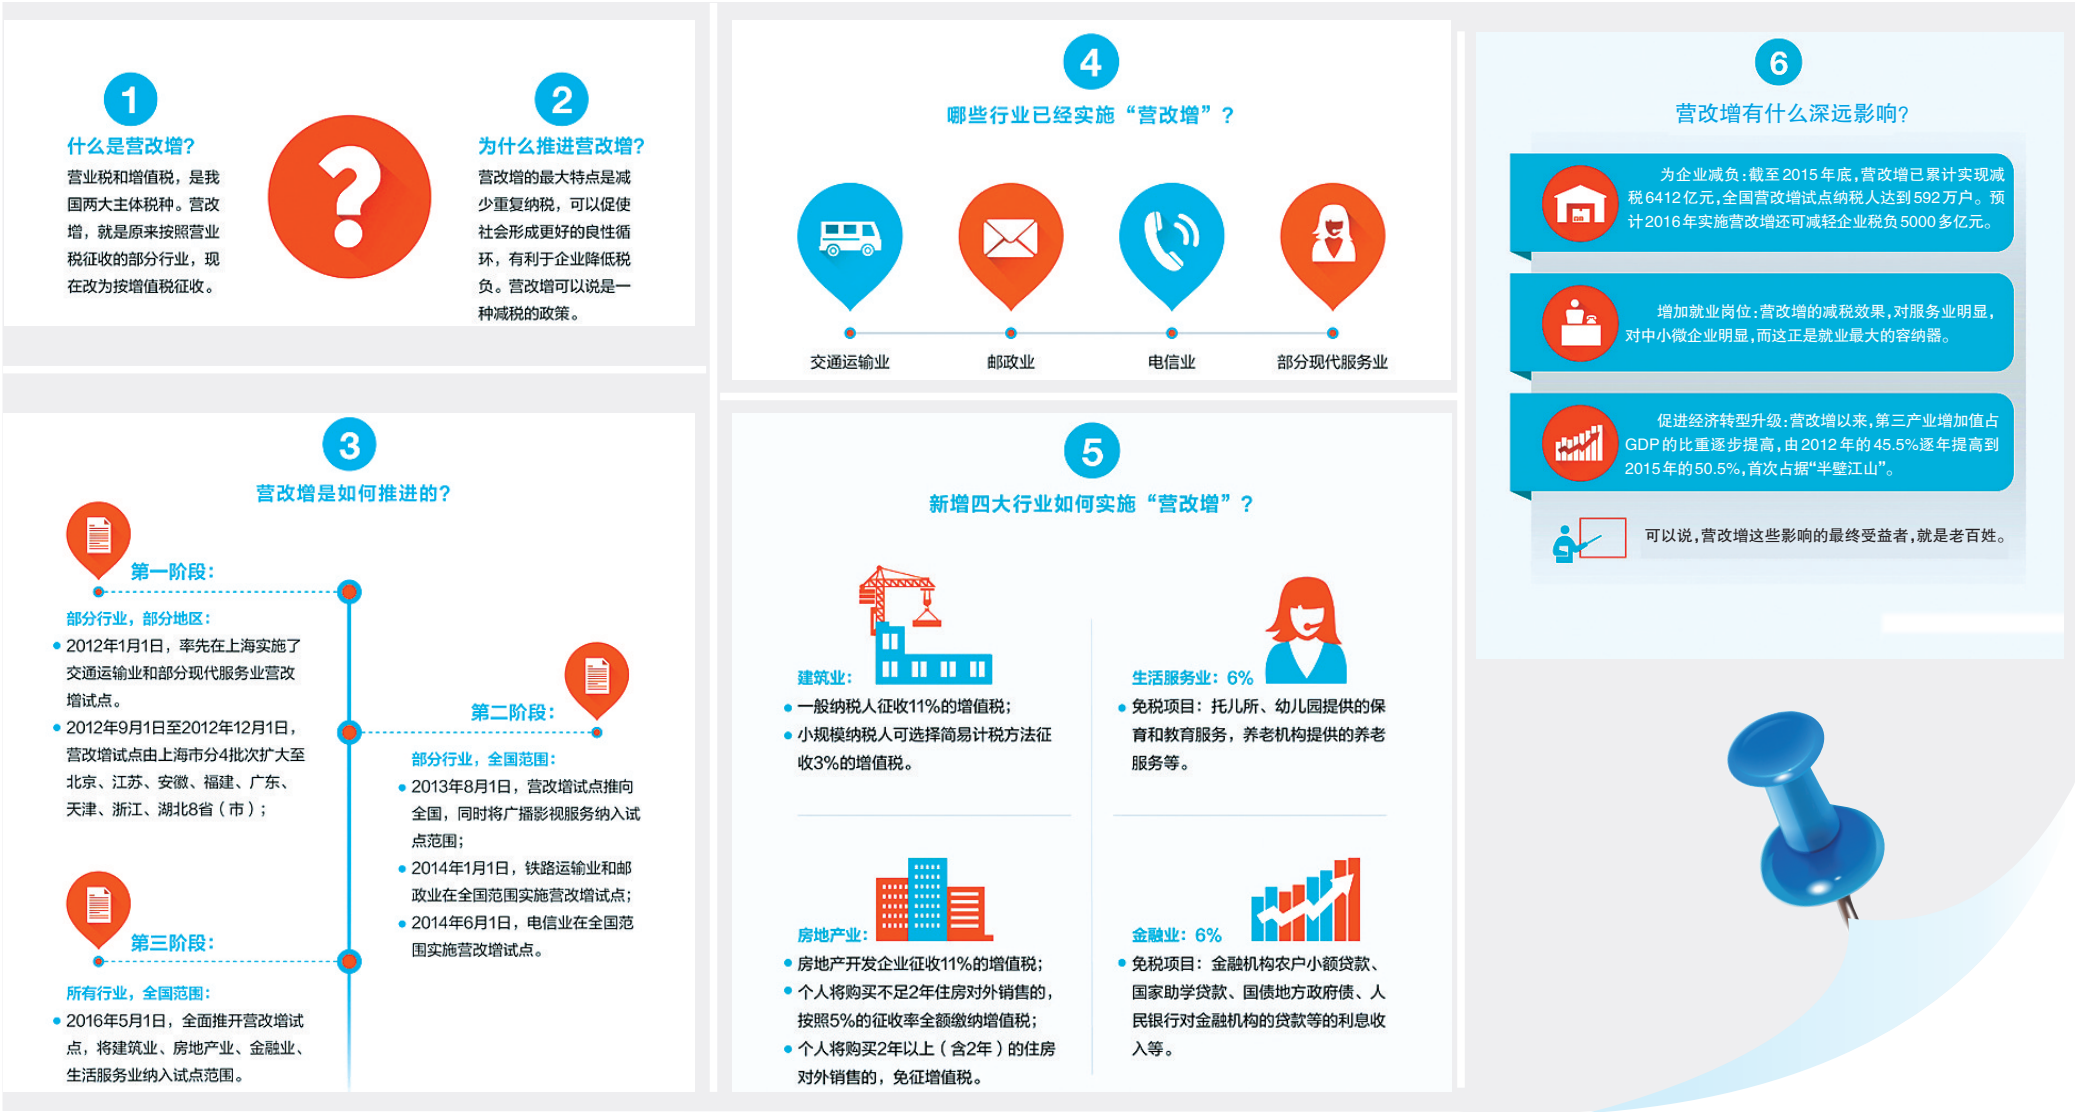 1
什么是营改增?
营业税和增值税，是我
国两大主体税种。营改
增，就是原来按照营业
税征收的部分行业，现
在改为按增值税征收。
2
为什么推进营改增?
营改增的最大特点是减
少重复纳税，可以促使
社会形成更好的良性循
环，有利于企业降低税
负。营改增可以说是一
种减税的政策。
3
营改增是如何推进的?
第一阶段：
部分行业，部分地区：
2012年1月1日，率先在上海实施了
交通运输业和部分现代服务业营改
增试点。
2012年9月1日至2012年12月1日，
营改增试点由上海市分4批次扩大至
北京、江苏、安徽、福建、广东、
天津、浙江、湖北8省（市）；
第二阶段：
部分行业，全国范围：
2013年8月1日，营改增试点推向
全国，同时将广播影视服务纳入试
点范围；
2014年1月1日，铁路运输业和邮
政业在全国范围实施营改增试点；
2014年6月1日，电信业在全国范
围实施营改增试点。
第三阶段：
所有行业，全国范围：
2016年5月1日，全面推开营改增试
点，将建筑业、房地产业、金融业、
生活服务业纳入试点范围。
4
哪些行业已经实施“营改增”?
交通运输业
邮政业
电信业
部分现代服务业
5
新增四大行业如何实施“营改增”?
建筑业：
一般纳税人征收11%的增值税；
小规模纳税人可选择简易计税方法征
收3%的增值税。
生活服务业：6%
免税项目：托儿所、幼儿园提供的保
育和教育服务，养老机构提供的养老
服务等。
房地产业：
房地产开发企业征收11%的增值税；
个人将购买不足2年住房对外销售的，
按照5%的征收率全额缴纳增值税；
个人将购买2年以上（含2年）的住房
对外销售的，免征增值税。
金融业：6%
免税项目：金融机构农户小额贷款、
国家助学贷款、国债地方政府债、人
民银行对金融机构的贷款等的利息收
入等。
6
营改增有什么深远影响?
为企业减负：截至2015年底，营改增已累计实现减
税6412亿元，全国营改增试点纳税人达到592万户。预
计2016年实施营改增还可减轻企业税负5000多亿元。
增加就业岗位：营改增的减税效果，对服务业明显，
对中小微企业明显，而这正是就业最大的容纳器。
促进经济转型升级：营改增以来，第三产业增加值占
GDP的比重逐步提高，由2012年的45.5%逐年提高到
2015年的50.5%，首次占据“半壁江山”。
可以说，营改增这些影响的最终受益者，就是老百姓。